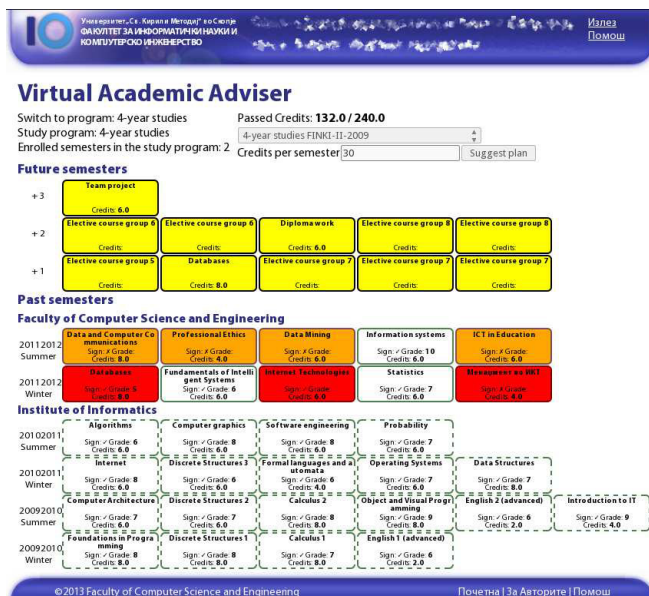 Универзитет „Св. Кирил и Методиј" во Скопје
ФАКУЛТЕТ ЗА ИНФОРМАТИЧКИ НАУКИ И
КОМПЈУТЕРСКО ИНЖЕНЕРСТВО
Излез
Помош
Virtual Academic Adviser
Switch to program: 4-year studies
Passed Credits: 132.0 / 240.0
Study program: 4-year studies
4-year studies FINKI-II-2009
Enrolled semesters in the study program: 2
Credits per semester 30
Suggest plan
Future semesters
+ 3
Team project
Credits: 6.0
+ 2
Elective course group 6
Credits:
Elective course group 6
Credits:
Diploma work
Credits: 6.0
Elective course group 8
Credits:
Elective course group 8
Credits:
+ 1
Elective course group 5
Credits:
Databases
Credits: 8.0
Elective course group 7
Credits:
Elective course group 7
Credits:
Elective course group 7
Credits:
Past semesters
Faculty of Computer Science and Engineering
20112012
Summer
Data and Computer Co
mmunications
Sign: ✗ Grade:
Credits: 8.0
Professional Ethics
Sign: ✗ Grade:
Credits: 4.0
Data Mining
Sign: ✗ Grade:
Credits: 6.0
Information systems
Sign: ✓ Grade: 10
Credits: 6.0
ICT in Education
Sign: ✗ Grade:
Credits: 6.0
20112012
Winter
Databases
Sign: ✓ Grade: 5
Credits: 8.0
Fundamentals of Intelli
gent Systems
Sign: ✓ Grade: 6
Credits: 6.0
Internet Technologies
Credits: 6.0
Statistics
Sign: ✓ Grade: 7
Credits: 6.0
Менаџмент во ИКТ
Sign: ✗ Grade:
Credits: 4.0
Institute of Informatics
20102011
Summer
Algorithms
Sign: ✓ Grade: 6
Credits: 6.0
Computer graphics
Sign: ✓ Grade: 8
Credits: 6.0
Software engineering
Sign: ✓ Grade: 8
Credits: 6.0
Probability
Sign: ✓ Grade: 7
Credits: 6.0
20102011
Winter
Internet
Sign: ✓ Grade: 8
Credits: 6.0
Discrete Structures 3
Sign: ✓ Grade: 6
Credits: 6.0
Formal languages and a
utomata
Sign: ✓ Grade: 6
Credits: 4.0
Operating Systems
Sign: ✓ Grade: 7
Credits: 6.0
Data Structures
Sign: ✓ Grade: 7
Credits: 8.0
20092010
Summer
Computer Architecture
Sign: ✓ Grade: 7
Credits: 6.0
Discrete Structures 2
Sign: ✓ Grade: 7
Credits: 6.0
Calculus 2
Sign: ✓ Grade: 8
Credits: 8.0
Object and Visual Progr
amming
Sign: ✓ Grade: 9
Credits: 8.0
English 2 (advanced)
Sign: ✓ Grade: 6
Credits: 2.0
Introduction to IT
Sign: ✓ Grade: 9
Credits: 4.0
20092010
Winter
Foundations in Progra
mming
Sign: ✓ Grade: 8
Credits: 8.0
Discrete Structures 1
Sign: ✓ Grade: 8
Credits: 8.0
Calculus 1
Sign: ✓ Grade: 7
Credits: 8.0
English 1 (advanced)
Sign: ✓ Grade: 6
Credits: 2.0
©2013 Faculty of Computer Science and Engineering
Почетна | За Авторите | Помош